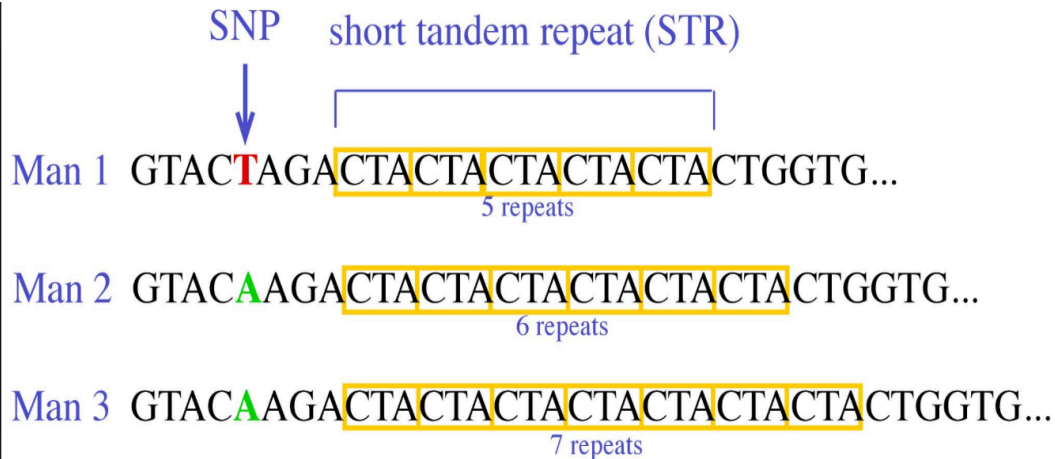 SNP short tandem repeat (STR)
Man 1 GTACTAGACTACTACTACTACTACTGGTG...
5 repeats
Man 2 GTACAAGACTACTACTACTACTACTACTGGTG...
6 repeats
Man 3 GTACAAGACTACTACTACTACTACTACTACTGGTG...
7 repeats